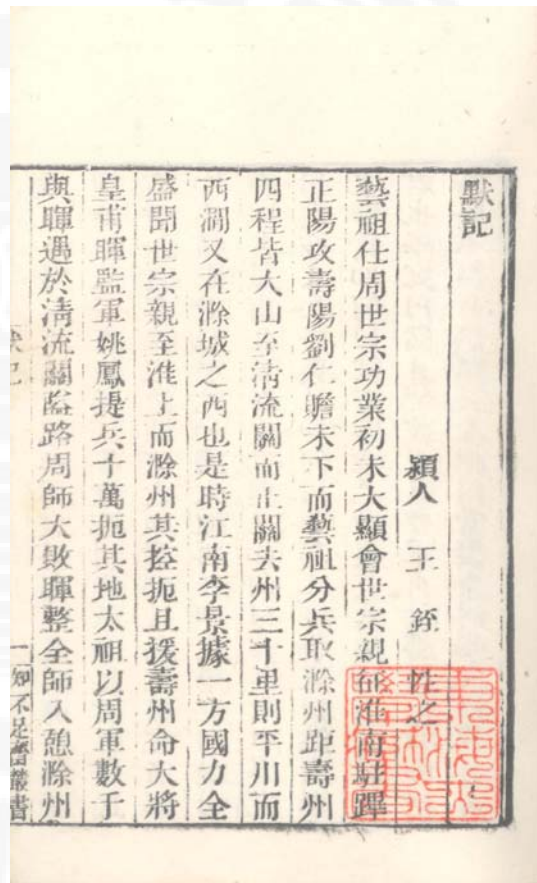 默記
潁人 王 銍 性之
藝祖仕周世宗功業初未大顯會世宗親征淮南駐蹕
正陽攻壽陽劉仁贍未下而藝祖分兵取滁州距壽州
四程皆大山至清流關而止關去州三十里則平川而
西澗又在滁城之西也是時江南李景據一方國力全
盛聞世宗親至淮上而滁州其控扼且援壽州命大將
皇甫暉監軍姚鳳提兵十萬扼其地太祖以周軍數千
與暉遇於清流關隘路周師大敗暉整全師入憇滁州
默記
一
知不足齋叢書